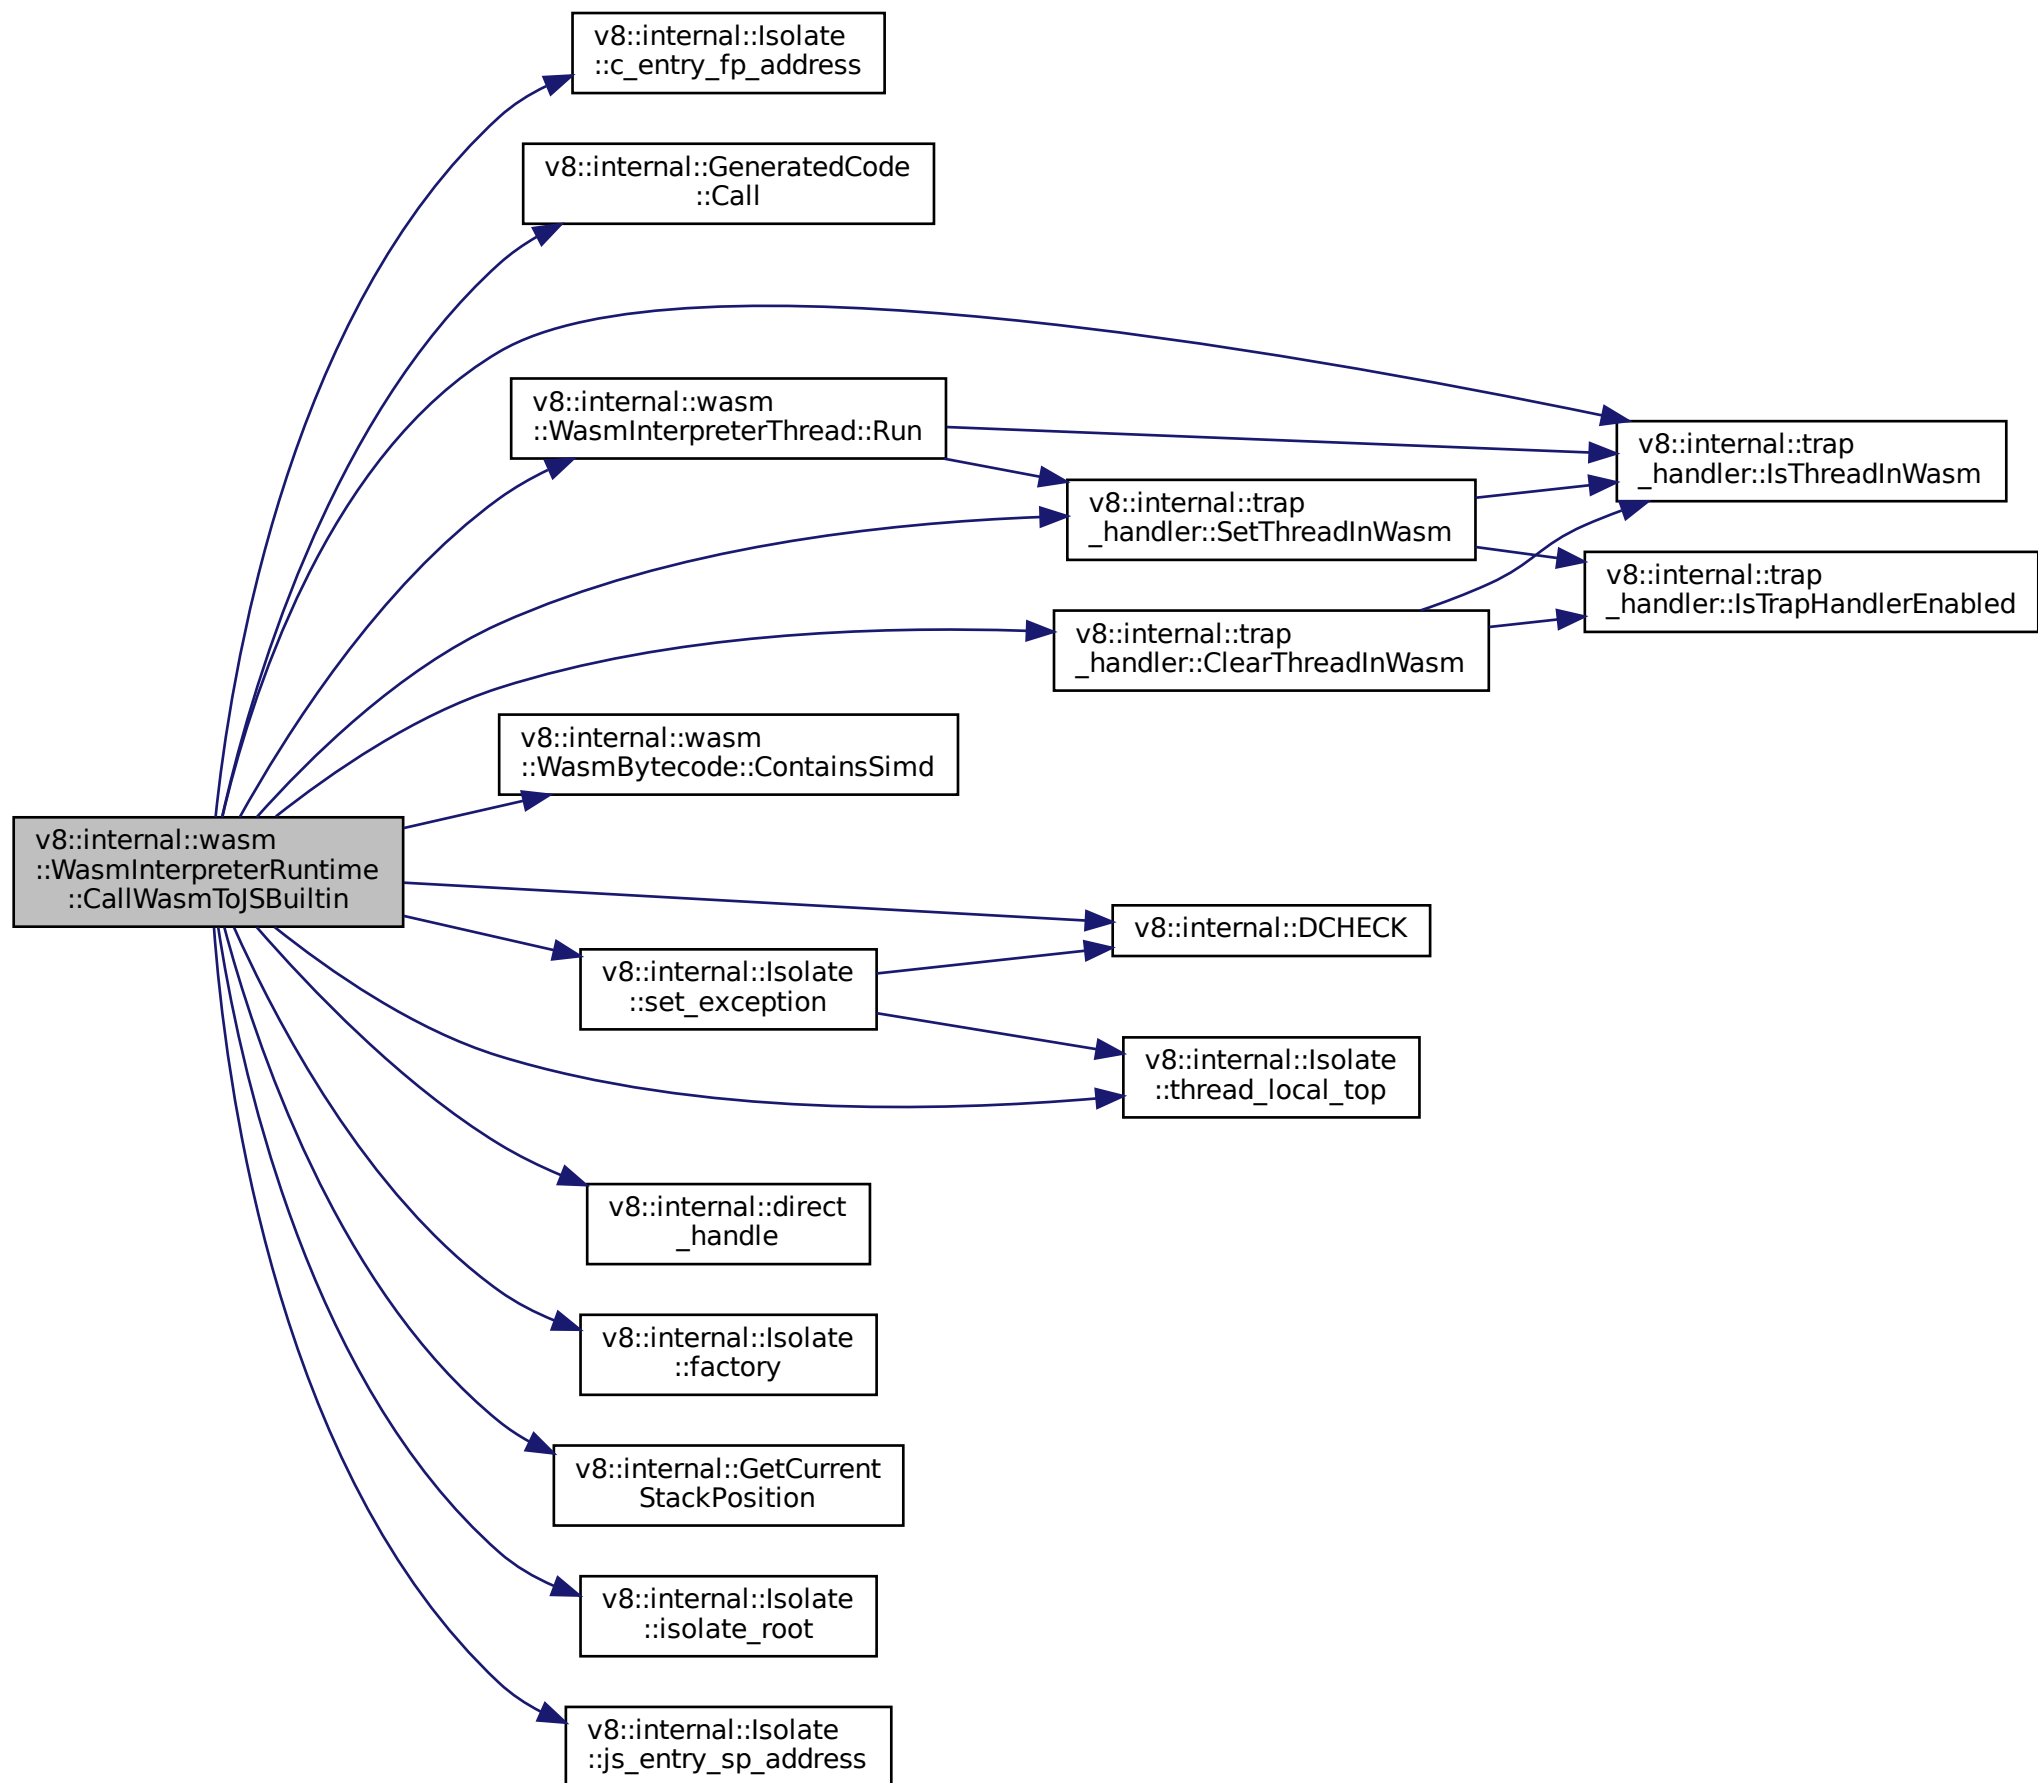 v8::internal::Isolate
::c_entry_fp_address
v8::internal::GeneratedCode
::Call
v8::internal::wasm
::WasmInterpreterThread::Run
v8::internal::trap
_handler::IsThreadInWasm
v8::internal::trap
_handler::SetThreadInWasm
v8::internal::trap
_handler::IsTrapHandlerEnabled
v8::internal::trap
_handler::ClearThreadInWasm
v8::internal::wasm
::WasmBytecode::ContainsSimd
v8::internal::wasm
::WasmInterpreterRuntime
::CallWasmToJSBuiltin
v8::internal::DCHECK
v8::internal::Isolate
::set_exception
v8::internal::Isolate
::thread_local_top
v8::internal::direct
_handle
v8::internal::Isolate
::factory
v8::internal::GetCurrent
StackPosition
v8::internal::Isolate
::isolate_root
v8::internal::Isolate
::js_entry_sp_address